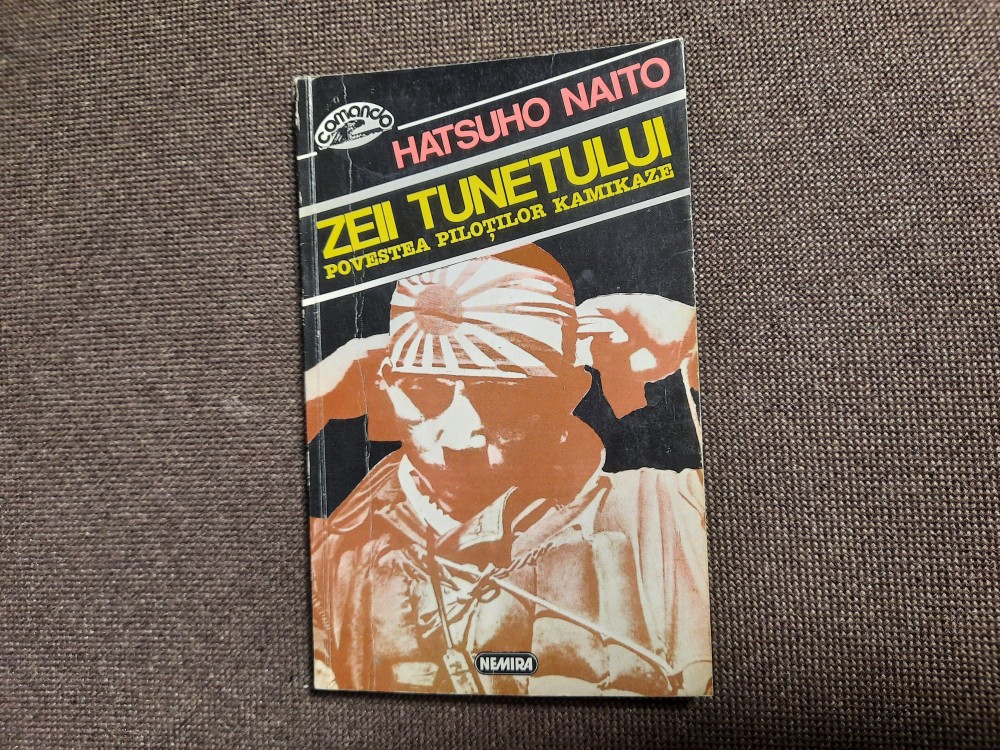 comando
HATSUHO NAITO
ZEII TUNETULUI
POVESTEA PILOȚILOR KAMIKAZE
NEMIRA